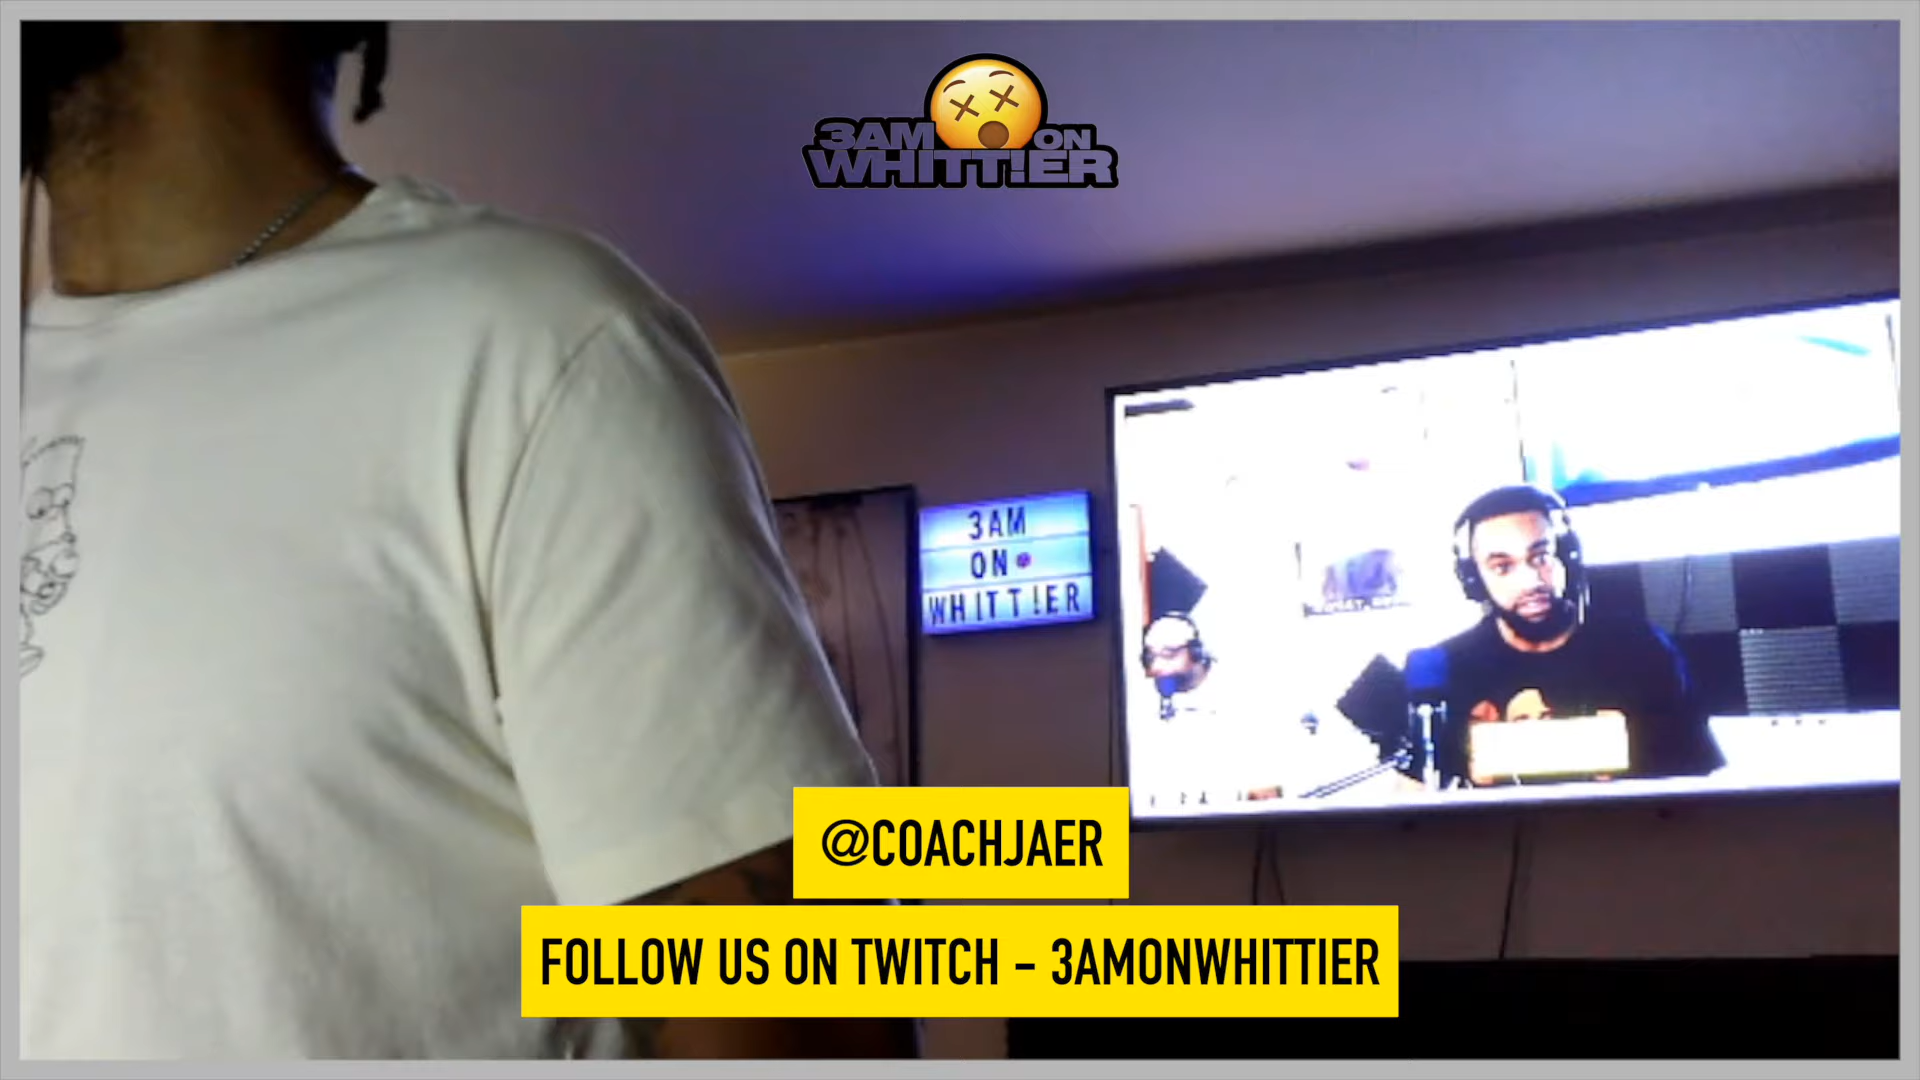 3AM ON
WHITT!ER
3AM
ON
WHITT!ER
@COACHJAER
FOLLOW US ON TWITCH - 3AMONWHITTIER